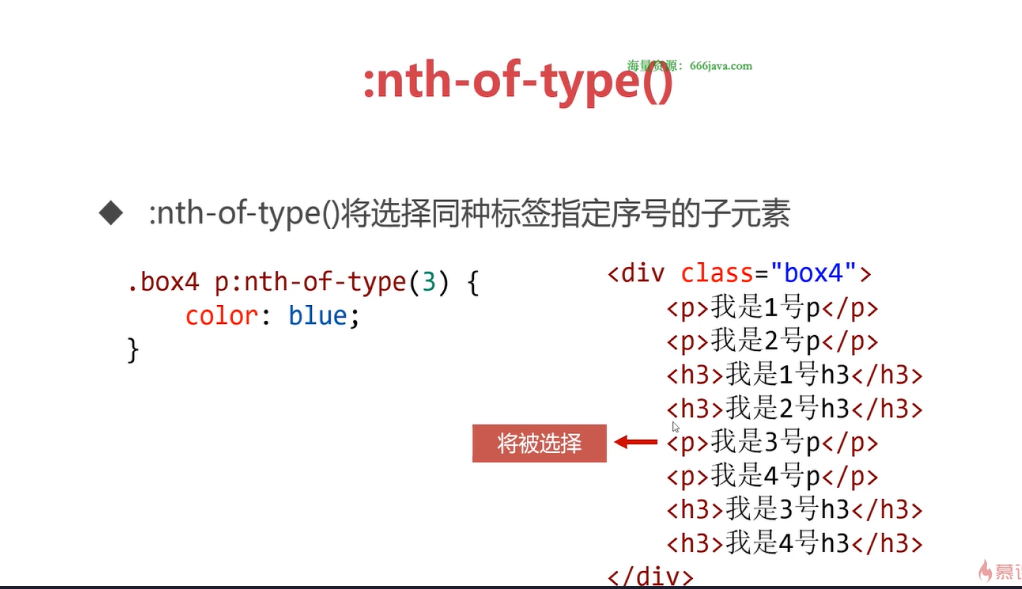 :nth-of-type()
海量资源：666java.com
◆ :nth-of-type()将选择同种标签指定序号的子元素
.box4 p:nth-of-type(3) {
color: blue;
}
<div class="box4">
<p>我是1号p</p>
<p>我是2号p</p>
<h3>我是1号h3</h3>
<h3>我是2号h3</h3>
将被选择
<p>我是3号p</p>
<p>我是4号p</p>
<h3>我是3号h3</h3>
<h3>我是4号h3</h3>
</div>
慕